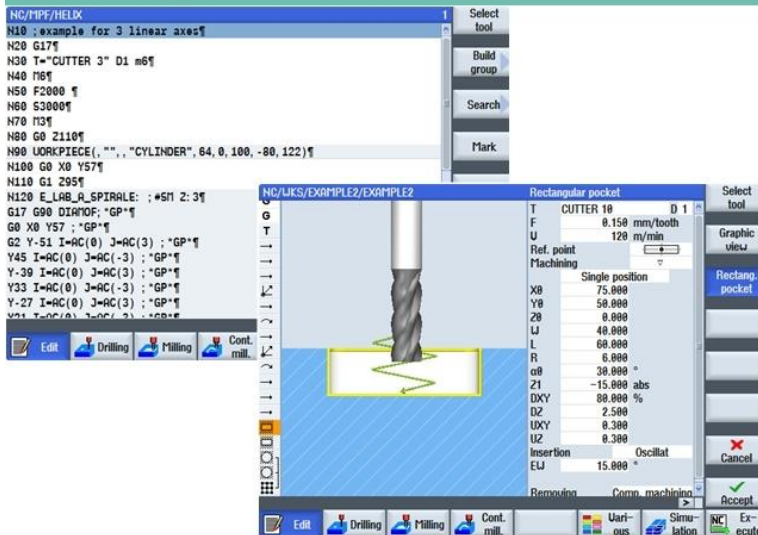 NC/MPF/HELIX 1
N10 ;example for 3 linear axes¶
N20 G17¶
N30 T="CUTTER 3" D1 m6¶
N40 M6¶
N50 F2000 ¶
N60 S3000¶
N70 M3¶
N80 G0 Z110¶
N90 WORKPIECE(,"",,"CYLINDER",64,0,100,-80,122)¶
N100 G0 X0 Y57¶
N110 G1 Z95¶
N120 E_LAB_A_SPIRALE: ;#SM Z:3¶
G17 G90 DIAMOF;*GP*¶
G0 X0 Y57 ;*GP*¶
G2 Y-51 I=AC(0) J=AC(3) ;*GP*¶
Y45 I=AC(0) J=AC(-3) ;*GP*¶
Y-39 I=AC(0) J=AC(3) ;*GP*¶
Y33 I=AC(0) J=AC(-3) ;*GP*¶
Y-27 I=AC(0) J=AC(3) ;*GP*¶
Select
tool
Build
group
Search
Mark
Edit Drilling Milling Cont.
mill.
NC/WKS/EXAMPLE2/EXAMPLE2
G
T
Rectangular pocket
T CUTTER 10 D 1
F 0.150 mm/tooth
V 120 m/min
Ref. point
Machining ▽
Single position
X0 75.000
Y0 50.000
Z0 0.000
W 40.000
L 60.000
R 6.000
α0 30.000 °
Z1 -15.000 abs
DXY 80.000 %
DZ 2.500
UXY 0.300
UZ 0.300
Insertion Oscillat
EW 15.000 °
Removing Comp. machining
Select
tool
Graphic
view
Rectang.
pocket
Cancel
Accept
Edit Drilling Milling Cont.
mill.
Vari-
ous
Simu-
lation
NC Ex-
ecute